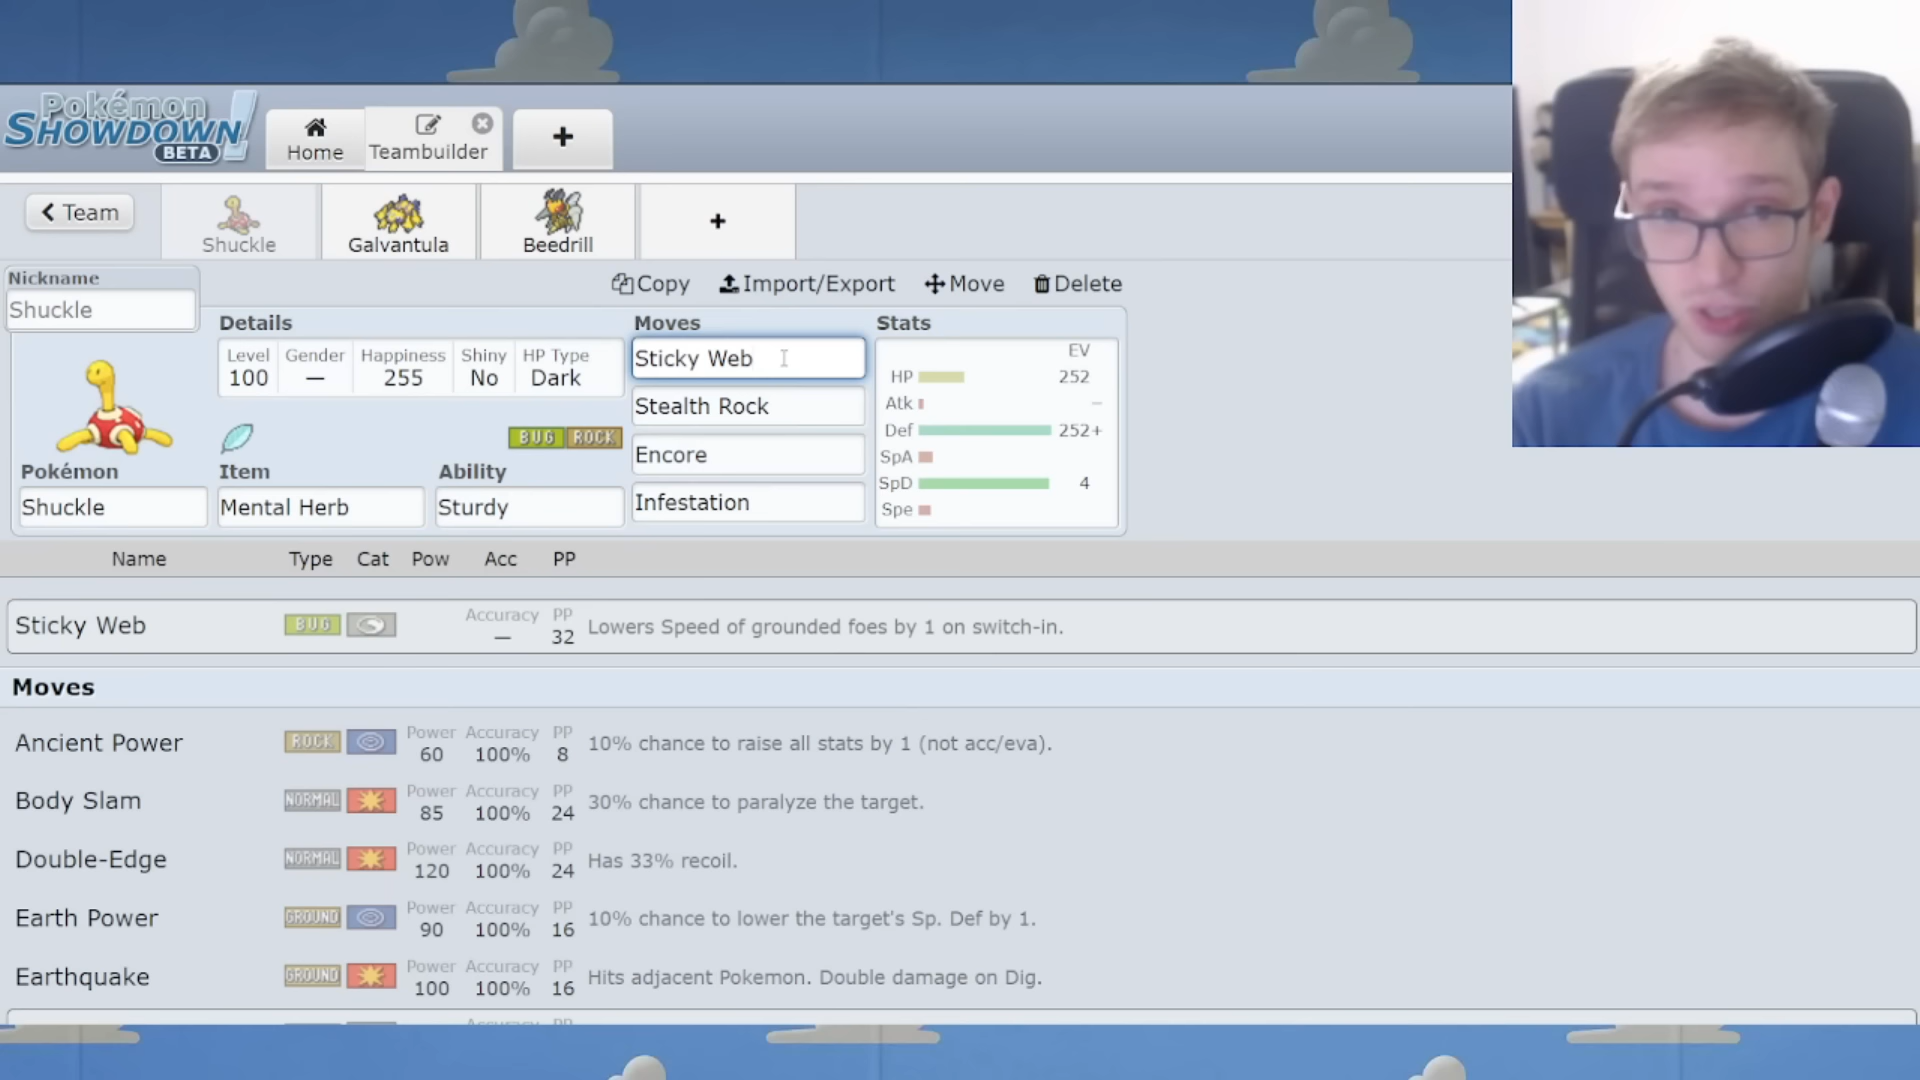 Pokémon
SHOWDOWN!
BETA
Home
Teambuilder
+
Team
Shuckle
Galvantula
Beedrill
+
Nickname
Shuckle
Copy
Import/Export
Move
Delete
Details
Level Gender Happiness Shiny HP Type
100 — 255 No Dark
BUG ROCK
Pokémon
Shuckle
Item
Mental Herb
Ability
Sturdy
Moves
Sticky Web
Stealth Rock
Encore
Infestation
Stats
EV
HP 252
Atk –
Def 252+
SpA
SpD 4
Spe
Name Type Cat Pow Acc PP
Sticky Web BUG Accuracy — PP 32 Lowers Speed of grounded foes by 1 on switch-in.
Moves
Ancient Power ROCK Power 60 Accuracy 100% PP 8 10% chance to raise all stats by 1 (not acc/eva).
Body Slam NORMAL Power 85 Accuracy 100% PP 24 30% chance to paralyze the target.
Double-Edge NORMAL Power 120 Accuracy 100% PP 24 Has 33% recoil.
Earth Power GROUND Power 90 Accuracy 100% PP 16 10% chance to lower the target's Sp. Def by 1.
Earthquake GROUND Power 100 Accuracy 100% PP 16 Hits adjacent Pokemon. Double damage on Dig.